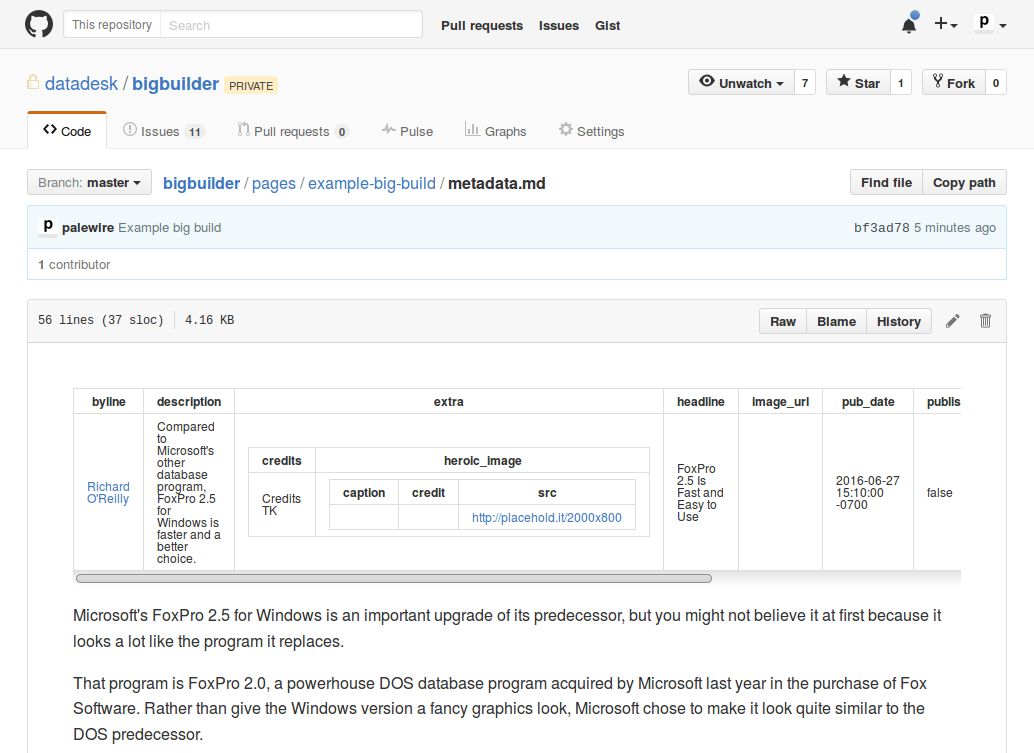 This repository Search Pull requests Issues Gist p
datadesk / bigbuilder PRIVATE Unwatch 7 Star 1 Fork 0
Code Issues 11 Pull requests 0 Pulse Graphs Settings
Branch: master bigbuilder / pages / example-big-build / metadata.md Find file Copy path
p palewire Example big build bf3ad78 5 minutes ago
1 contributor
56 lines (37 sloc) 4.16 KB Raw Blame History
byline description extra headline image_url pub_date publis
Richard
O'Reilly
Compared
to
Microsoft's
other
database
program,
FoxPro 2.5
for
Windows is
faster and a
better
choice.
credits heroic_image
Credits
TK
caption credit src
http://placehold.it/2000x800
FoxPro
2.5 Is
Fast and
Easy to
Use
2016-06-27
15:10:00
-0700
false
Microsoft's FoxPro 2.5 for Windows is an important upgrade of its predecessor, but you might not believe it at first because it
looks a lot like the program it replaces.
That program is FoxPro 2.0, a powerhouse DOS database program acquired by Microsoft last year in the purchase of Fox
Software. Rather than give the Windows version a fancy graphics look, Microsoft chose to make it look quite similar to the
DOS predecessor.